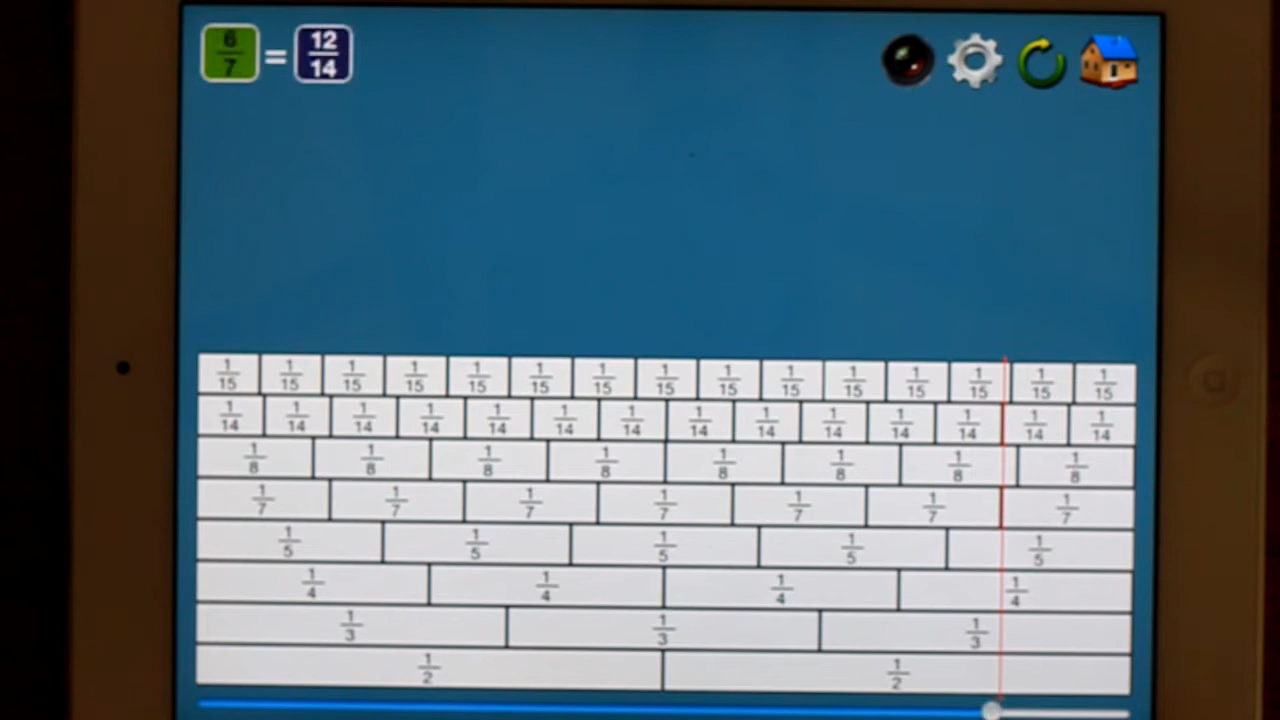 6/7 = 12/14
1/15 1/15 1/15 1/15 1/15 1/15 1/15 1/15 1/15 1/15 1/15 1/15 1/15 1/15 1/15
1/14 1/14 1/14 1/14 1/14 1/14 1/14 1/14 1/14 1/14 1/14 1/14 1/14 1/14
1/8 1/8 1/8 1/8 1/8 1/8 1/8 1/8
1/7 1/7 1/7 1/7 1/7 1/7 1/7
1/5 1/5 1/5 1/5 1/5
1/4 1/4 1/4 1/4
1/3 1/3 1/3
1/2 1/2